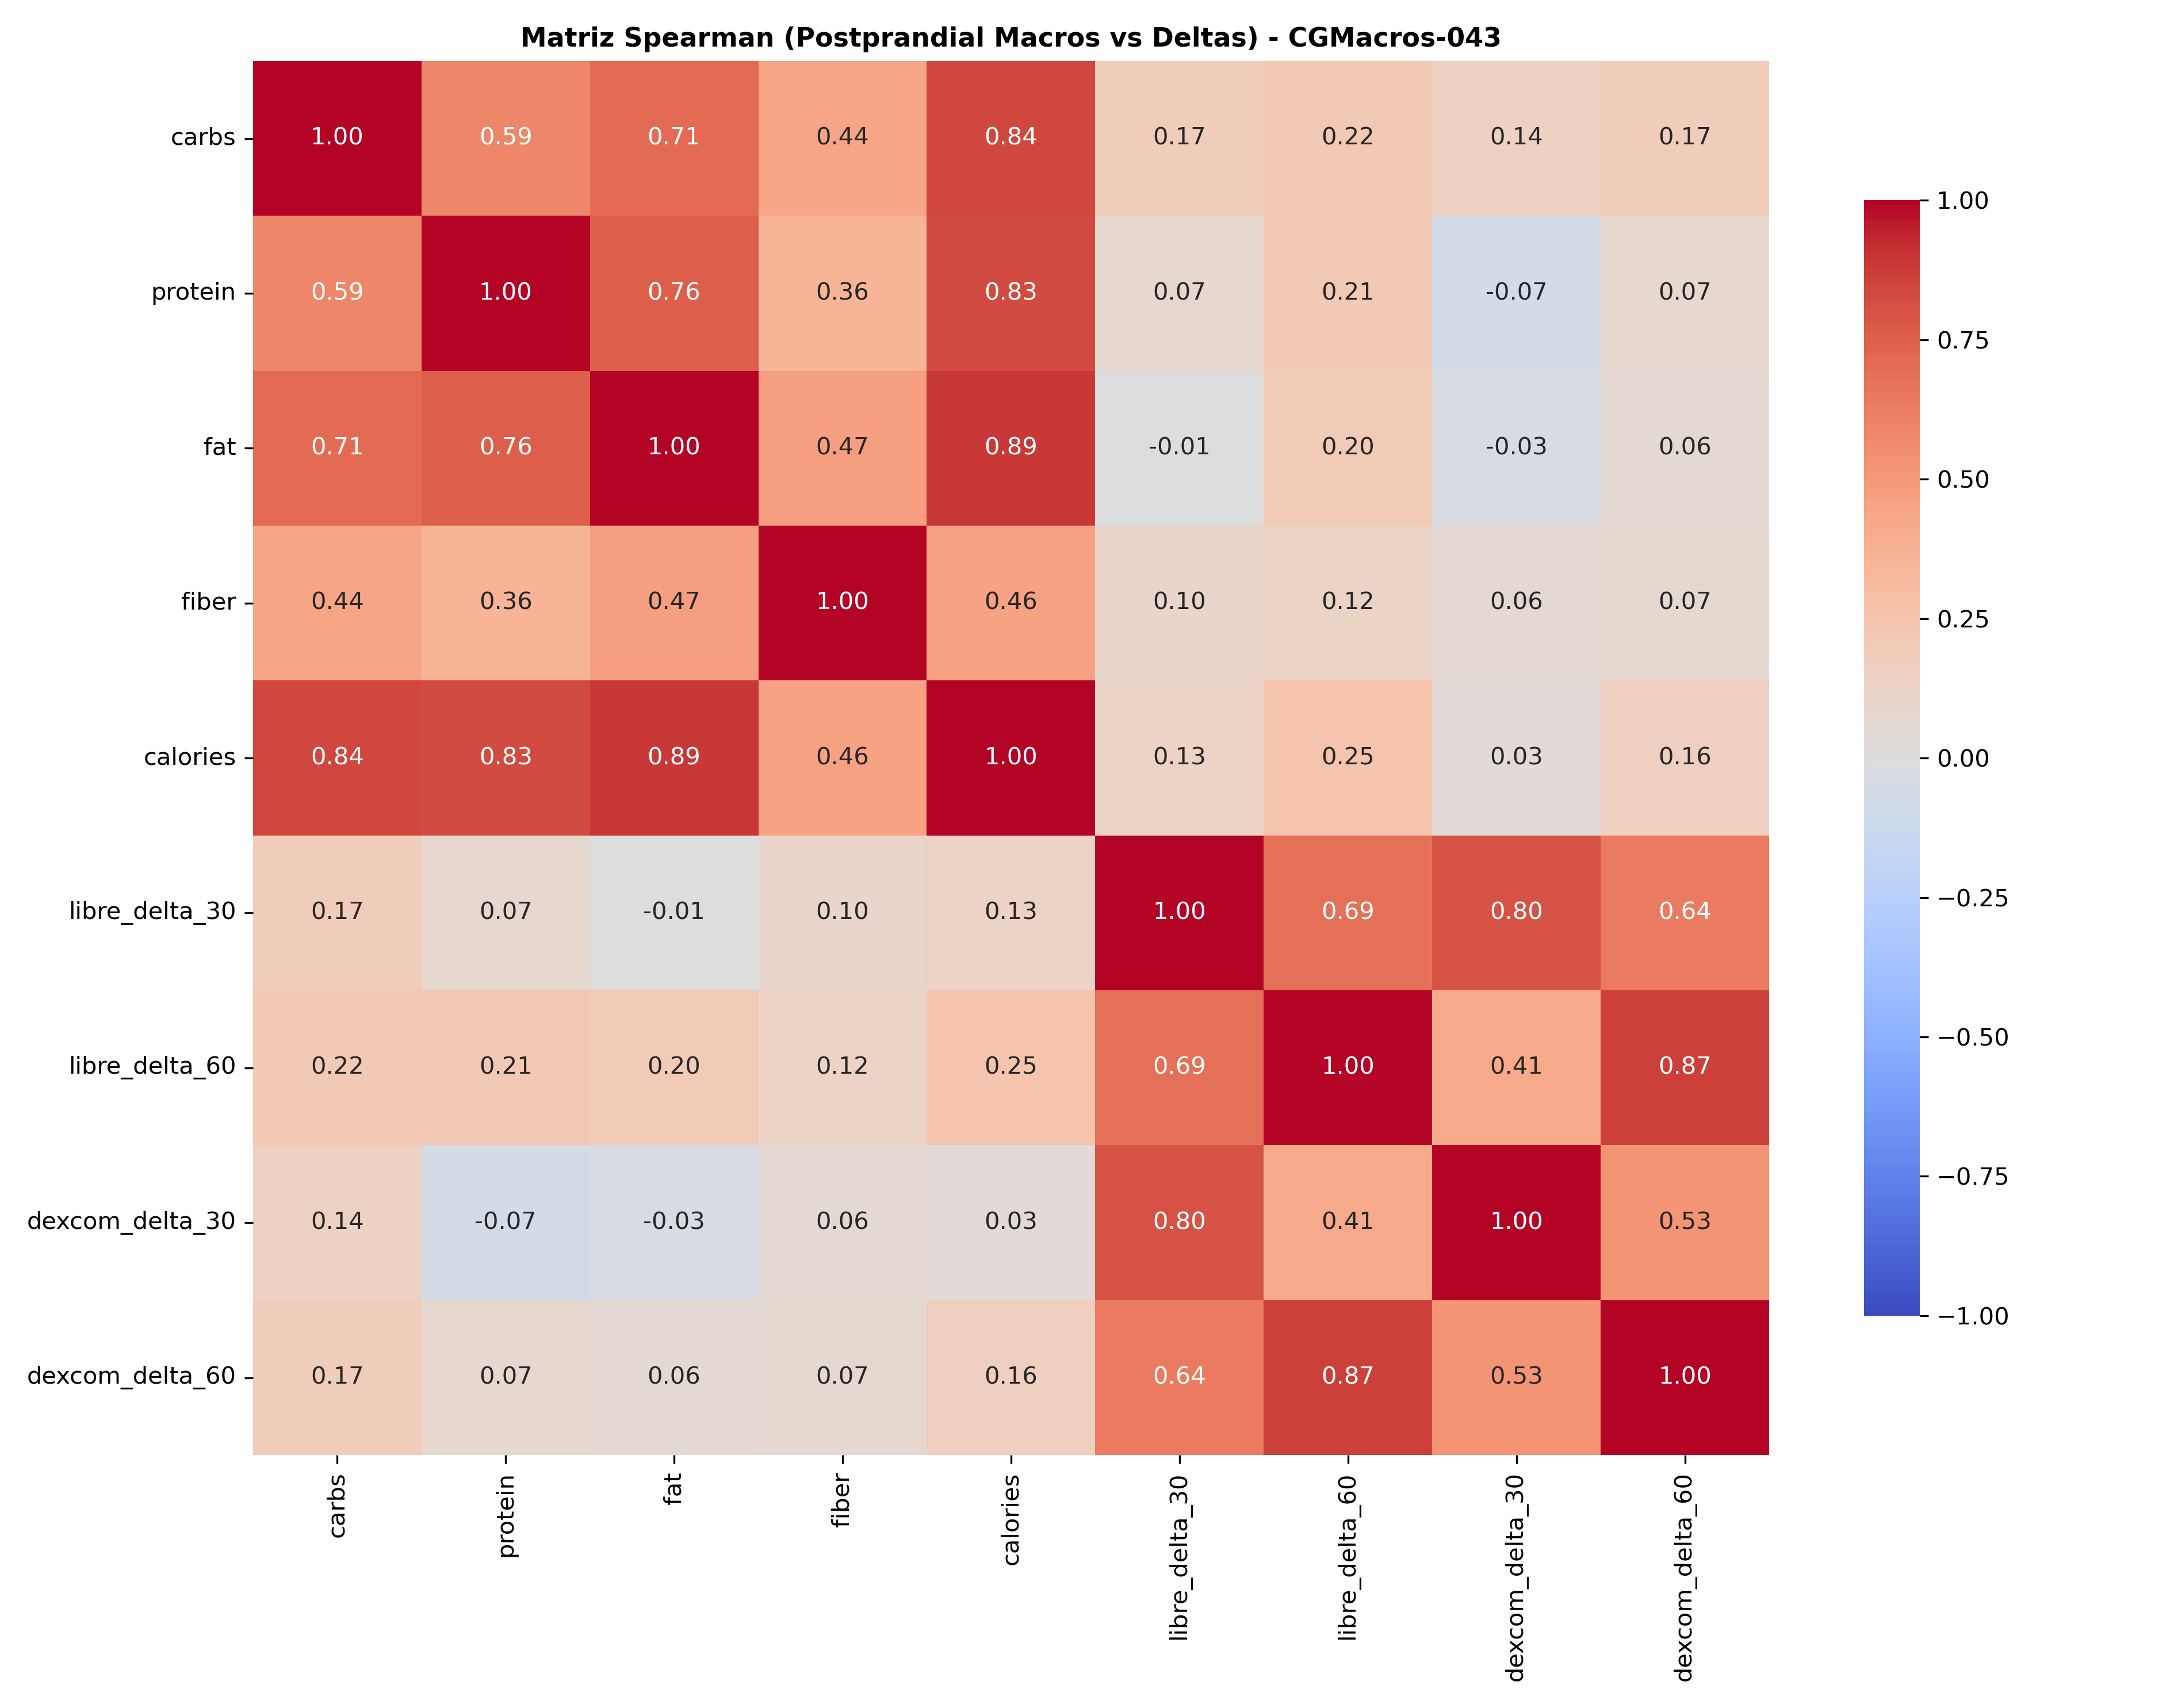 Matriz Spearman (Postprandial Macros vs Deltas) - CGMacros-043
carbs 1.00 0.59 0.71 0.44 0.84 0.17 0.22 0.14 0.17
protein 0.59 1.00 0.76 0.36 0.83 0.07 0.21 -0.07 0.07
fat 0.71 0.76 1.00 0.47 0.89 -0.01 0.20 -0.03 0.06
fiber 0.44 0.36 0.47 1.00 0.46 0.10 0.12 0.06 0.07
calories 0.84 0.83 0.89 0.46 1.00 0.13 0.25 0.03 0.16
libre_delta_30 0.17 0.07 -0.01 0.10 0.13 1.00 0.69 0.80 0.64
libre_delta_60 0.22 0.21 0.20 0.12 0.25 0.69 1.00 0.41 0.87
dexcom_delta_30 0.14 -0.07 -0.03 0.06 0.03 0.80 0.41 1.00 0.53
dexcom_delta_60 0.17 0.07 0.06 0.07 0.16 0.64 0.87 0.53 1.00
carbs protein fat fiber calories libre_delta_30 libre_delta_60 dexcom_delta_30 dexcom_delta_60
1.00
0.75
0.50
0.25
0.00
−0.25
−0.50
−0.75
−1.00